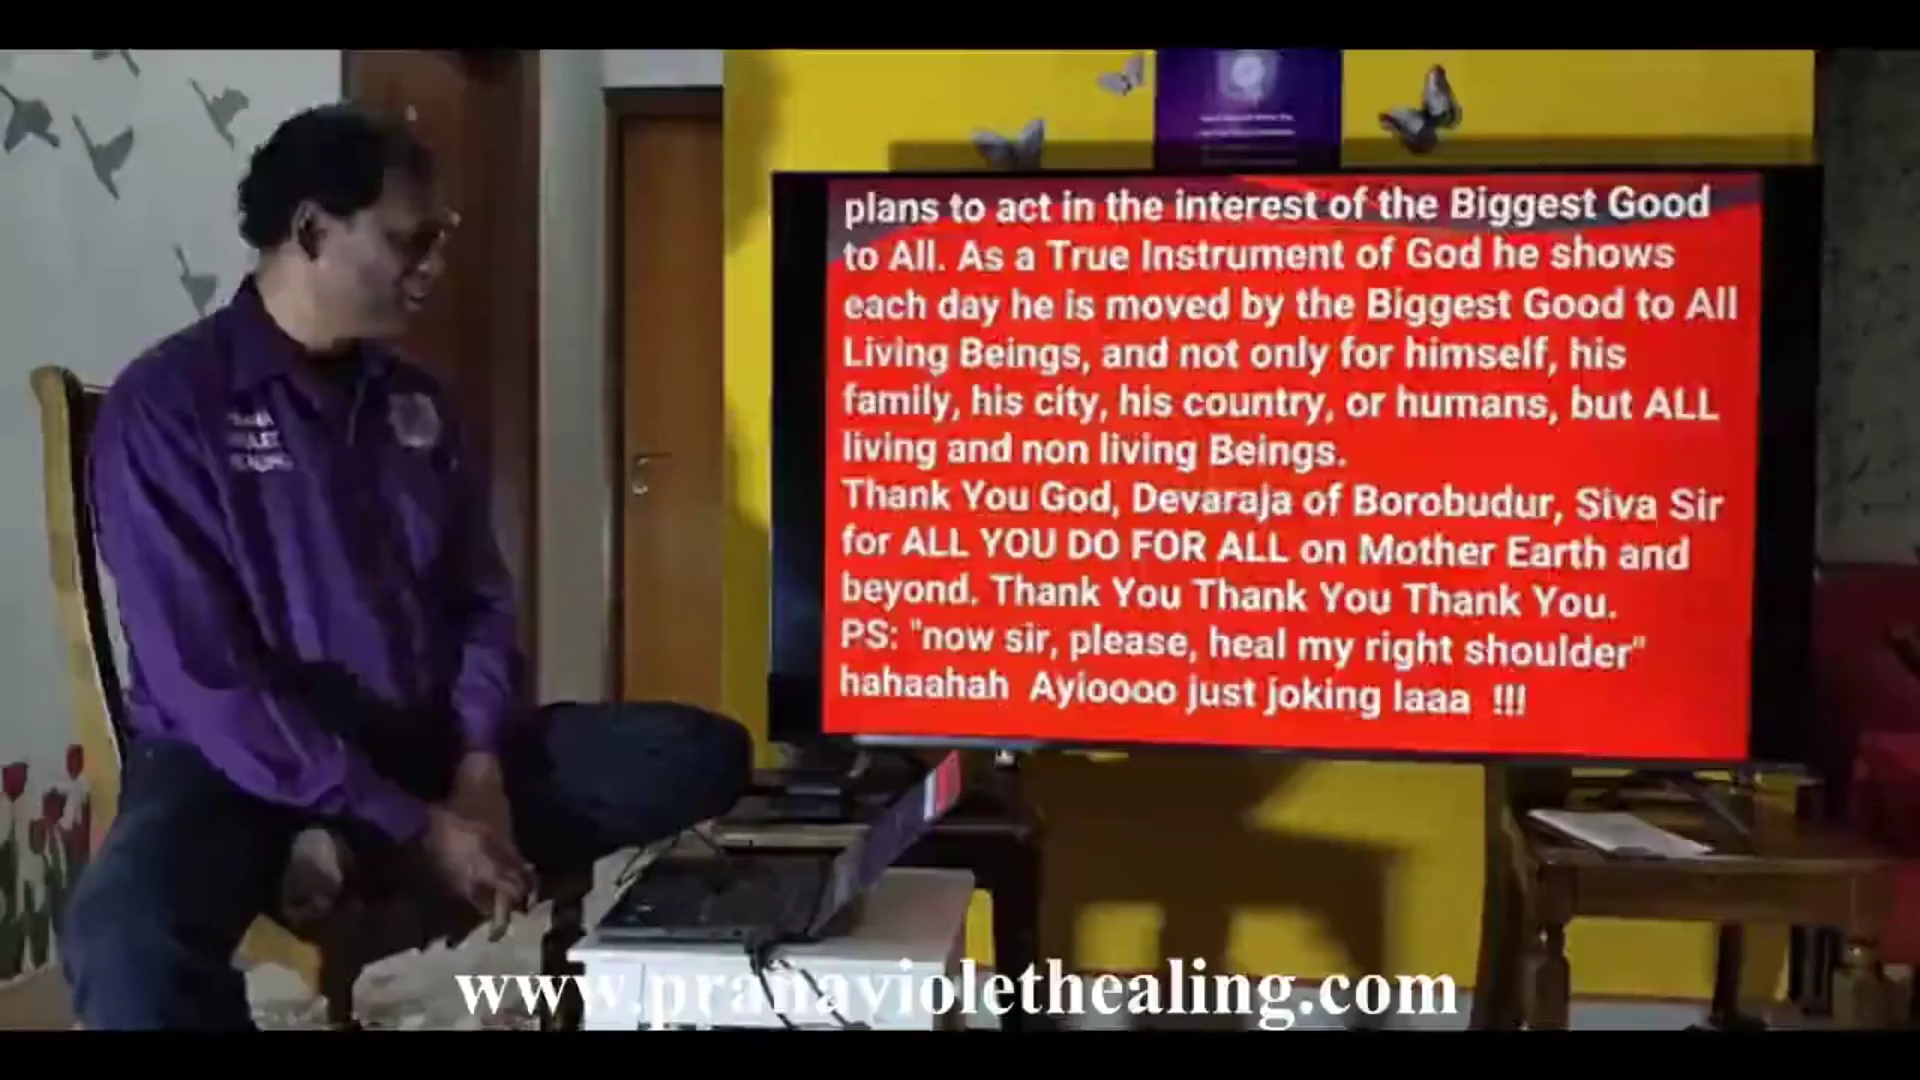 plans to act in the interest of the Biggest Good
to All. As a True Instrument of God he shows
each day he is moved by the Biggest Good to All
Living Beings, and not only for himself, his
family, his city, his country, or humans, but ALL
living and non living Beings.
Thank You God, Devaraja of Borobudur, Siva Sir
for ALL YOU DO FOR ALL on Mother Earth and
beyond. Thank You Thank You Thank You.
PS: "now sir, please, heal my right shoulder"
hahaahah Ayioooo just joking laaa !!!
www.pranaviolethealing.com